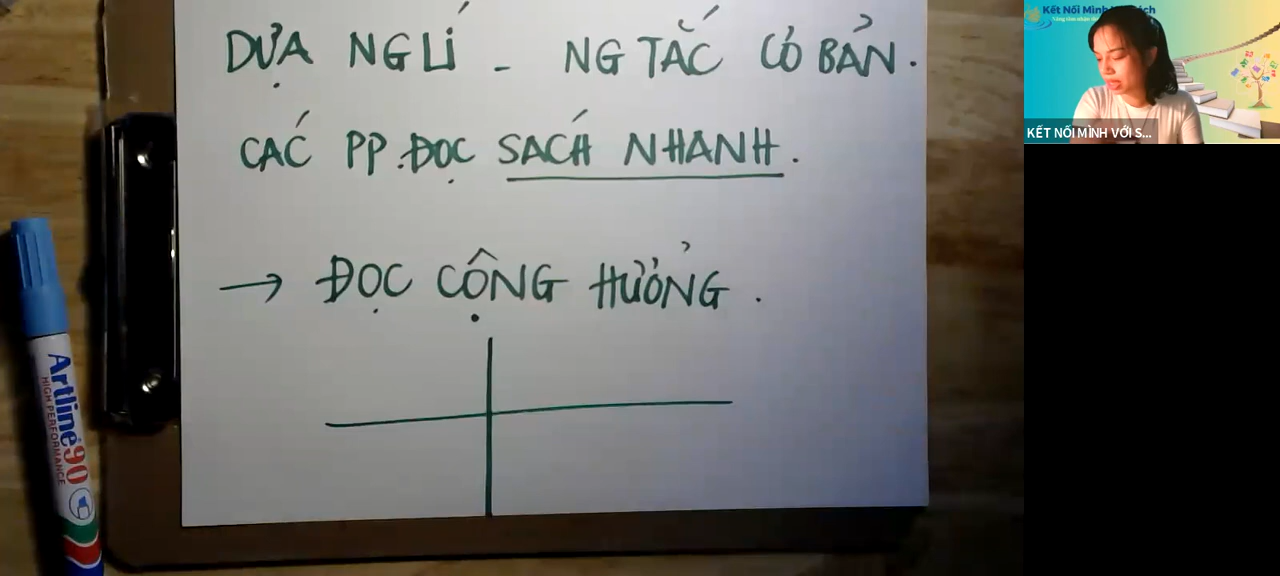 DỰA NGLÍ - NG TẮC CÓ BẢN.
CÁC PP. ĐỌC SÁCH NHANH.
→ ĐỌC CỘNG HƯỞNG.
Artline 90
HIGH PERFORMANCE
KẾT NỐI MÌNH VỚI S...